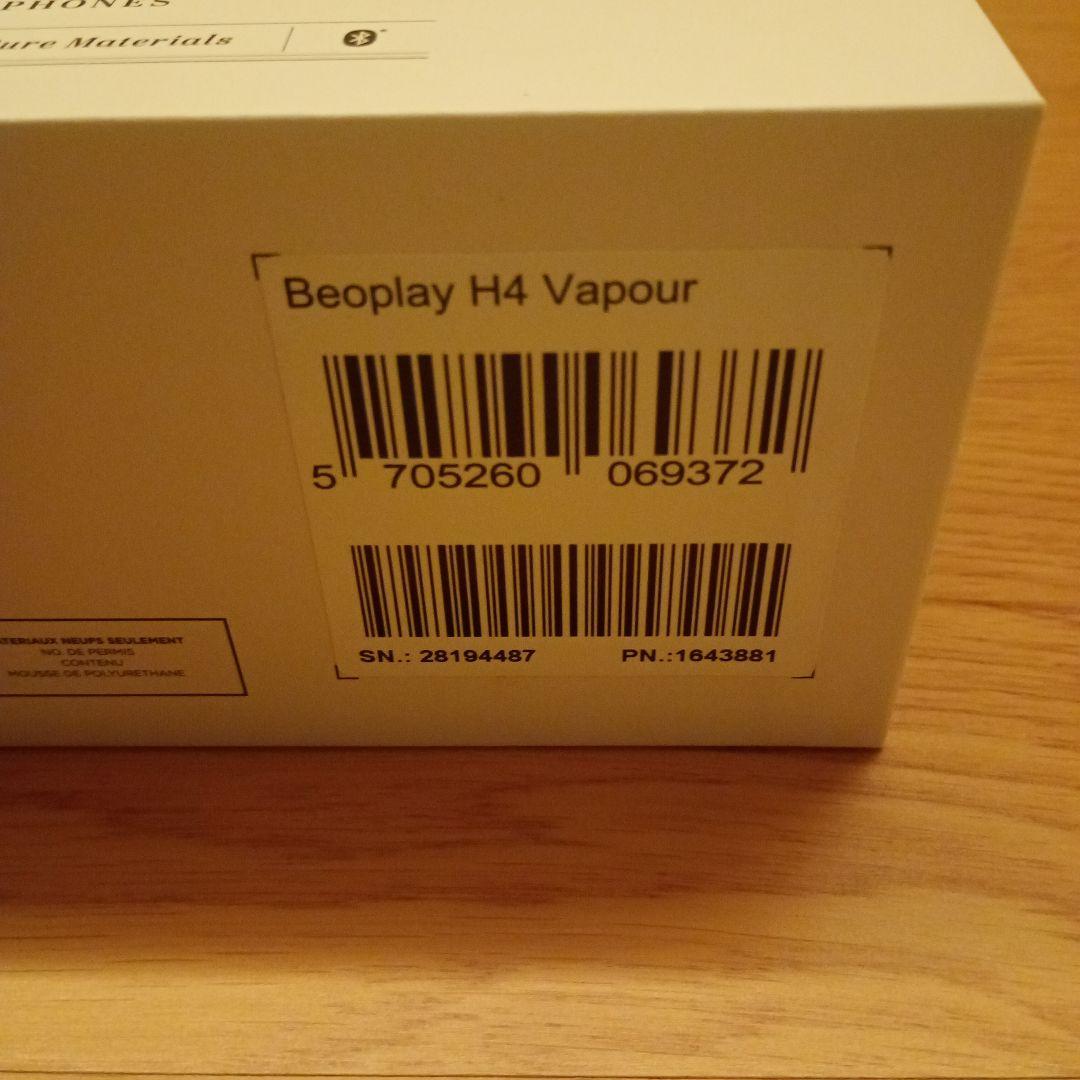 PHONES
ure Materials
Beoplay H4 Vapour
5 705260 069372
SN.: 28194487 PN.:1643881
TERIAUX NEUFS SEULEMENT
NO. DE PERMIS
CONTENU
MOUSSE DE POLYURETHANE